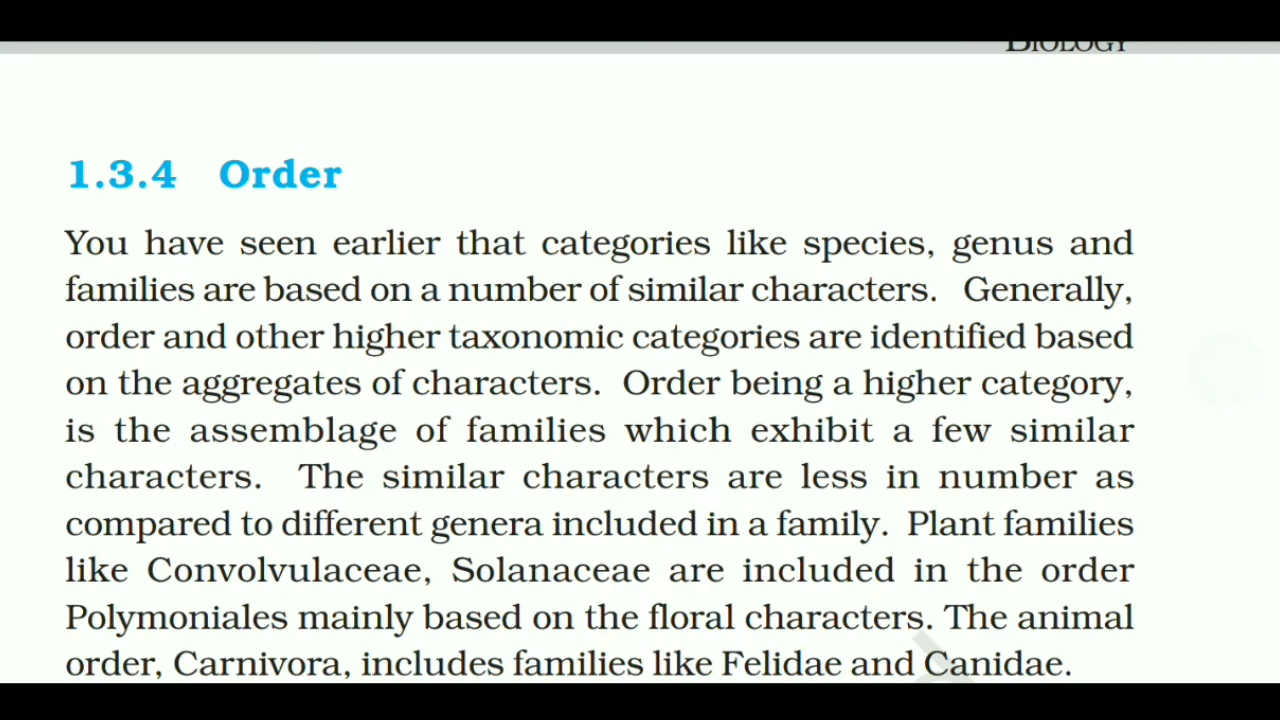 BIOLOGY
1.3.4 Order
You have seen earlier that categories like species, genus and
families are based on a number of similar characters. Generally,
order and other higher taxonomic categories are identified based
on the aggregates of characters. Order being a higher category,
is the assemblage of families which exhibit a few similar
characters. The similar characters are less in number as
compared to different genera included in a family. Plant families
like Convolvulaceae, Solanaceae are included in the order
Polymoniales mainly based on the floral characters. The animal
order, Carnivora, includes families like Felidae and Canidae.